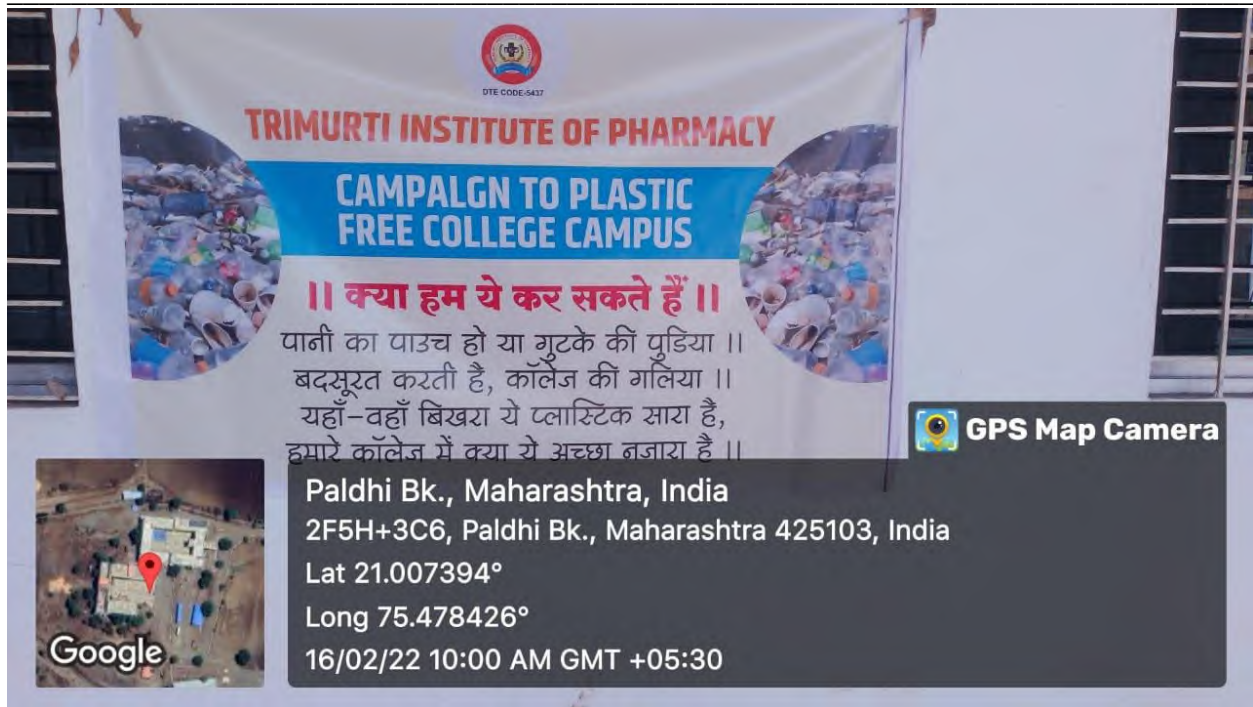 DTE CODE-5437
TRIMURTI INSTITUTE OF PHARMACY
CAMPALGN TO PLASTIC
FREE COLLEGE CAMPUS
|| क्या हम ये कर सकते हैं ||
पानी का पाउच हो या गुटके की पुडिया ||
बदसूरत करती है, कॉलेज की गलिया ||
यहाँ-वहाँ बिखरा ये प्लास्टिक सारा है,
हमारे कॉलेज में क्या ये अच्छा नजारा है ||
GPS Map Camera
Paldhi Bk., Maharashtra, India
2F5H+3C6, Paldhi Bk., Maharashtra 425103, India
Lat 21.007394°
Long 75.478426°
16/02/22 10:00 AM GMT +05:30
Google